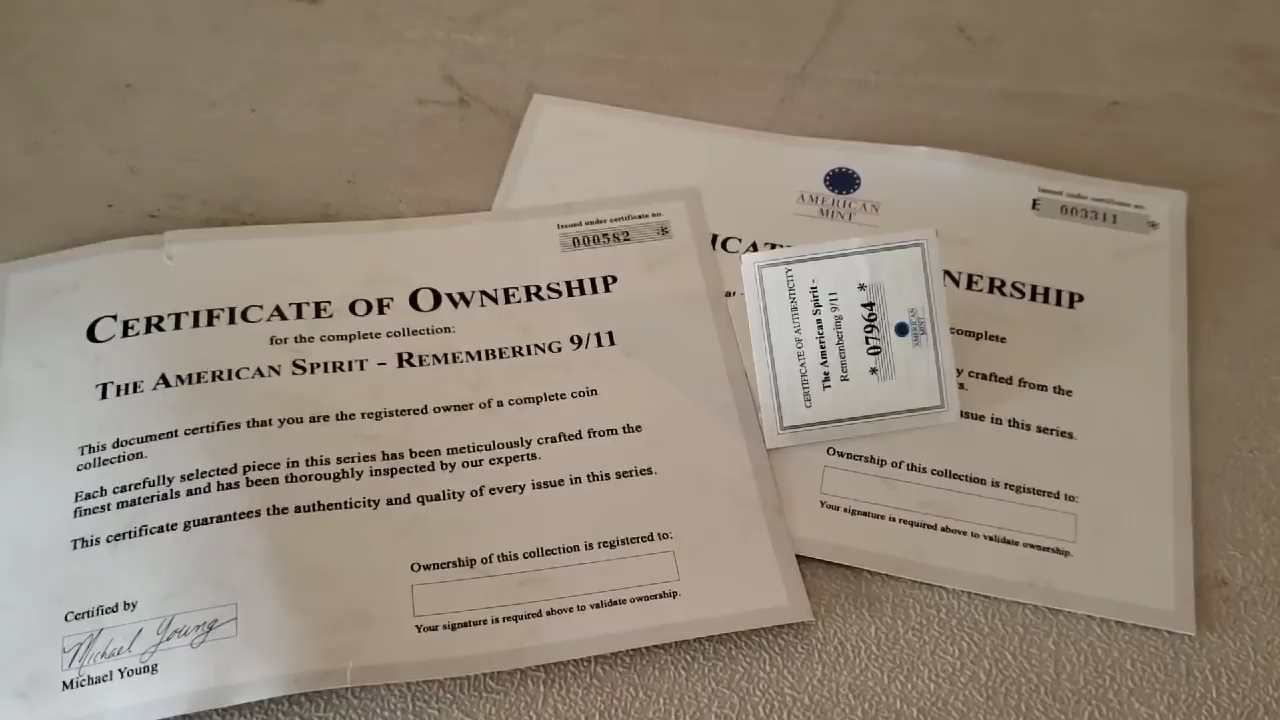 Issued under certificate no.
000582 *
CERTIFICATE OF OWNERSHIP
for the complete collection:
THE AMERICAN SPIRIT - REMEMBERING 9/11
This document certifies that you are the registered owner of a complete coin
collection.
Each carefully selected piece in this series has been meticulously crafted from the
finest materials and has been thoroughly inspected by our experts.
This certificate guarantees the authenticity and quality of every issue in this series.
Ownership of this collection is registered to:
Your signature is required above to validate ownership.
Certified by
Michael Young
Michael Young
AMERICAN
MINT
Issued under certificate no.
E 003311 *
NERSHIP
complete
y crafted from the
s.
issue in this series.
Ownership of this collection is registered to:
Your signature is required above to validate ownership.
CERTIFICATE OF AUTHENTICITY
The American Spirit -
Remembering 9/11
* 07964 *
AMERICAN
MINT